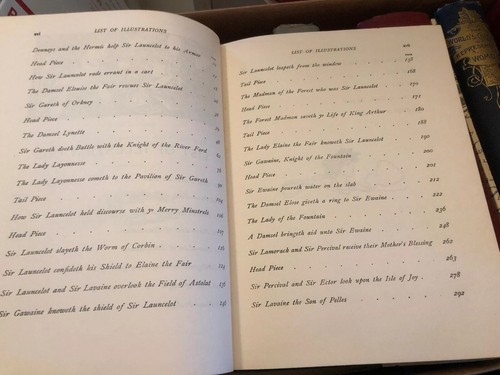 xvi LIST OF ILLUSTRATIONS
Denneys and the Hermit help Sir Launcelot to his Armor
Head Piece
How Sir Launcelot rode errant in a cart
The Damsel Elouise the Fair rescues Sir Launcelot
Sir Gareth of Orkney
Head Piece
The Damsel Lynette
Sir Gareth doeth Battle with the Knight of the River Ford 84
The Lady Layonnesse
The Lady Layonnesse cometh to the Pavilion of Sir Gareth
Tail Piece
How Sir Launcelot held discourse with ye Merry Minstrels
Head Piece 117
Sir Launcelot slayeth the Worm of Corbin
Sir Launcelot confideth his Shield to Elaine the Fair
Sir Launcelot and Sir Lavaine overlook the Field of Astolat 136
Sir Gawaine knoweth the shield of Sir Launcelot
LIST OF ILLUSTRATIONS
PAGE
Sir Launcelot leapeth from the window 158
Tail Piece 168
The Madman of the Forest who was Sir Launcelot 170
Head Piece 171
The Forest Madman saveth ye Life of King Arthur 180
Tail Piece 188
The Lady Elaine the Fair knoweth Sir Launcelot 190
Sir Gawaine, Knight of the Fountain 200
Head Piece 201
Sir Ewaine poureth water on the slab 212
The Damsel Elose giveth a ring to Sir Ewaine 222
The Lady of the Fountain 236
A Damsel bringeth aid unto Sir Ewaine 248
Sir Lamorack and Sir Percival receive their Mother's Blessing 262
Head Piece 263
Sir Percival and Sir Ector look upon the Isle of Joy 278
Sir Lavaine the Son of Pelles 292
WORLD'S